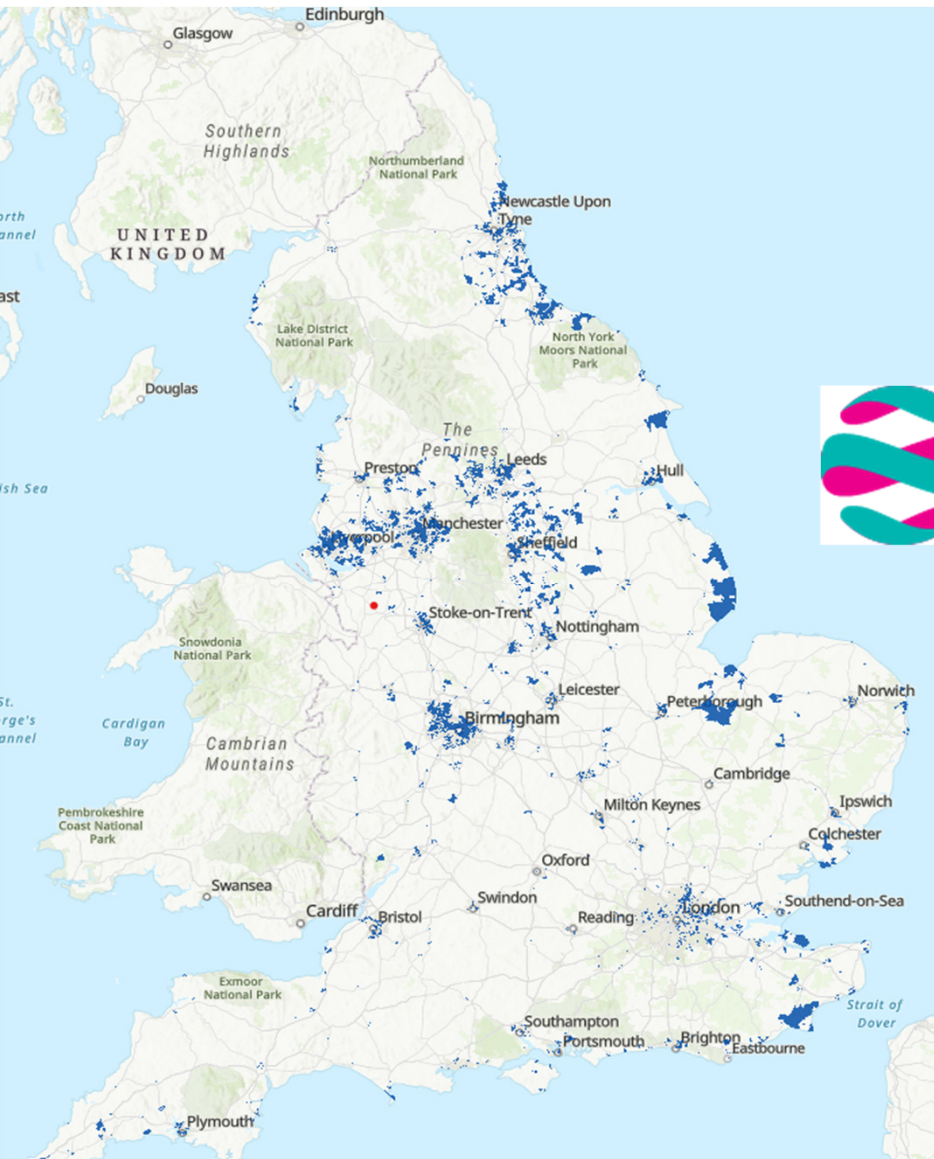 Edinburgh
Glasgow
Southern
Highlands
Northumberland
National Park
Newcastle Upon
Tyne
orth
annel
UNITED
KINGDOM
ast
Lake District
National Park
North York
Moors National
Park
Douglas
The
Pennines
Preston
Leeds
Hull
ish Sea
Manchester
Liverpool
Sheffield
Stoke-on-Trent
Nottingham
Snowdonia
National Park
Leicester
Norwich
Peterborough
St.
rge's
annel
Cardigan
Bay
Birmingham
Cambrian
Mountains
Cambridge
Milton Keynes
Ipswich
Pembrokeshire
Coast National
Park
Colchester
Oxford
Swansea
Swindon
London
Southend-on-Sea
Cardiff
Bristol
Reading
Exmoor
National Park
Strait of
Dover
Southampton
Portsmouth
Brighton
Eastbourne
Plymouth